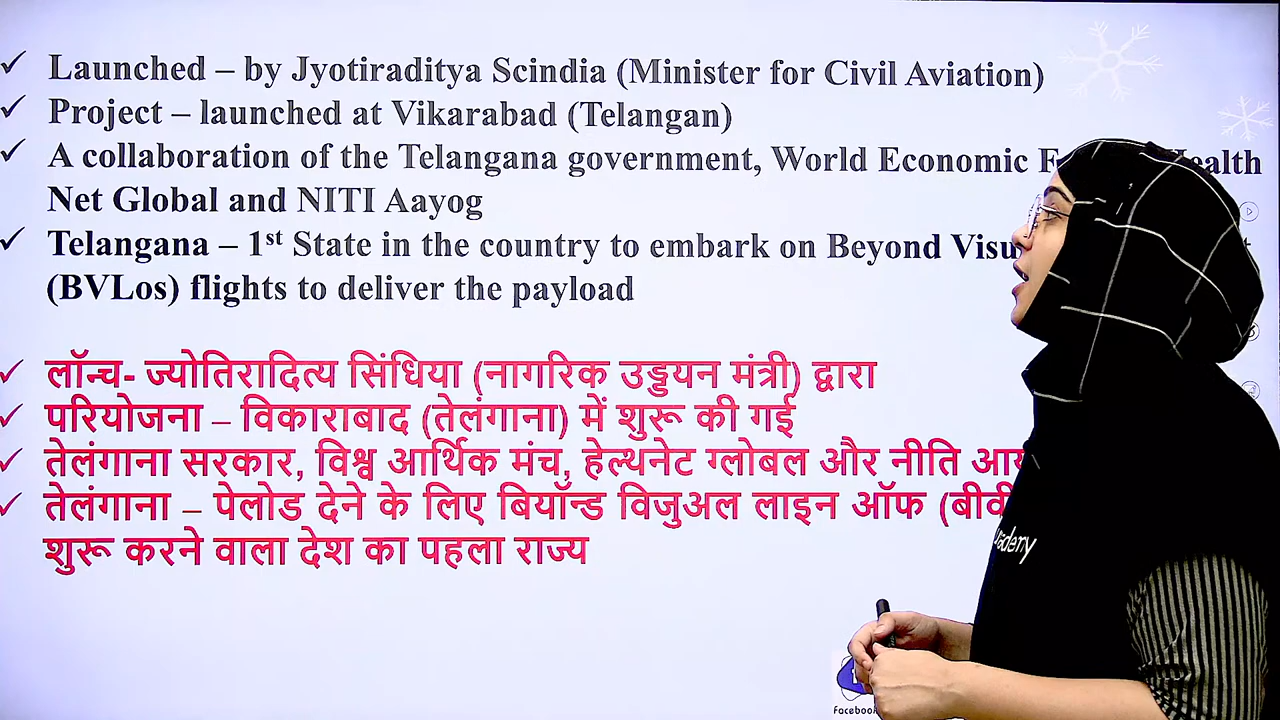 Launched – by Jyotiraditya Scindia (Minister for Civil Aviation)
Project – launched at Vikarabad (Telangan)
A collaboration of the Telangana government, World Economic
Net Global and NITI Aayog
Telangana – 1st State in the country to embark on Beyond
(BVLos) flights to deliver the payload
लॉन्च- ज्योतिरादित्य सिंधिया (नागरिक उड्डयन मंत्री) द्वारा
परियोजना – विकाराबाद (तेलंगाना) में शुरू की गई
तेलंगाना सरकार, विश्व आर्थिक मंच, हेल्थनेट ग्लोबल और नीति
तेलंगाना – पेलोड देने के लिए बियॉन्ड विजुअल लाइन ऑफ
शुरू करने वाला देश का पहला राज्य
Facebook